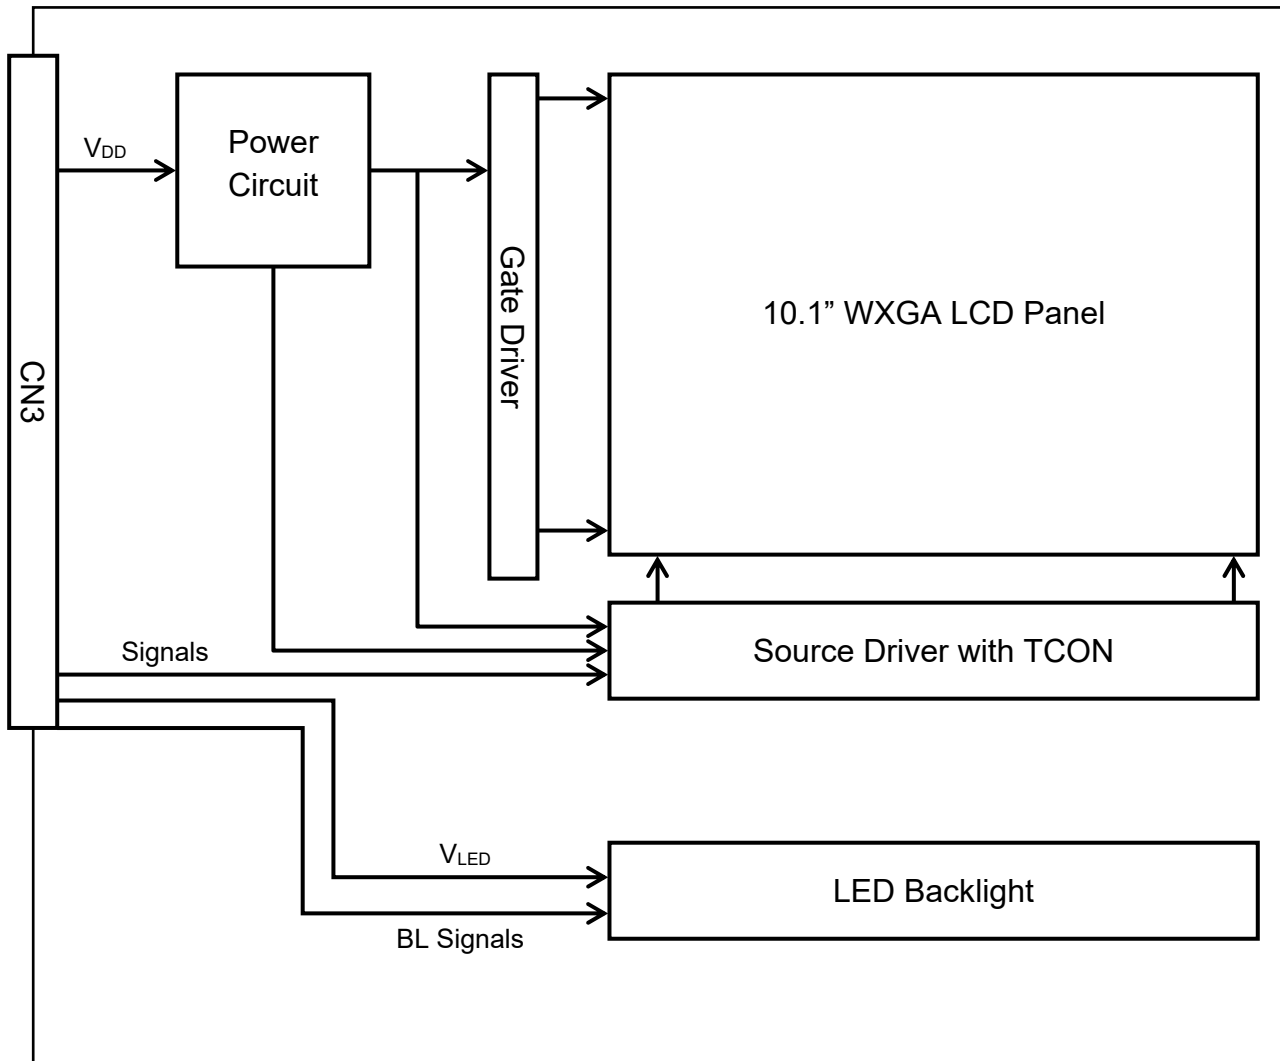 VDD
Power
Circuit
Gate Driver
10.1” WXGA LCD Panel
CN3
Signals
Source Driver with TCON
VLED
LED Backlight
BL Signals